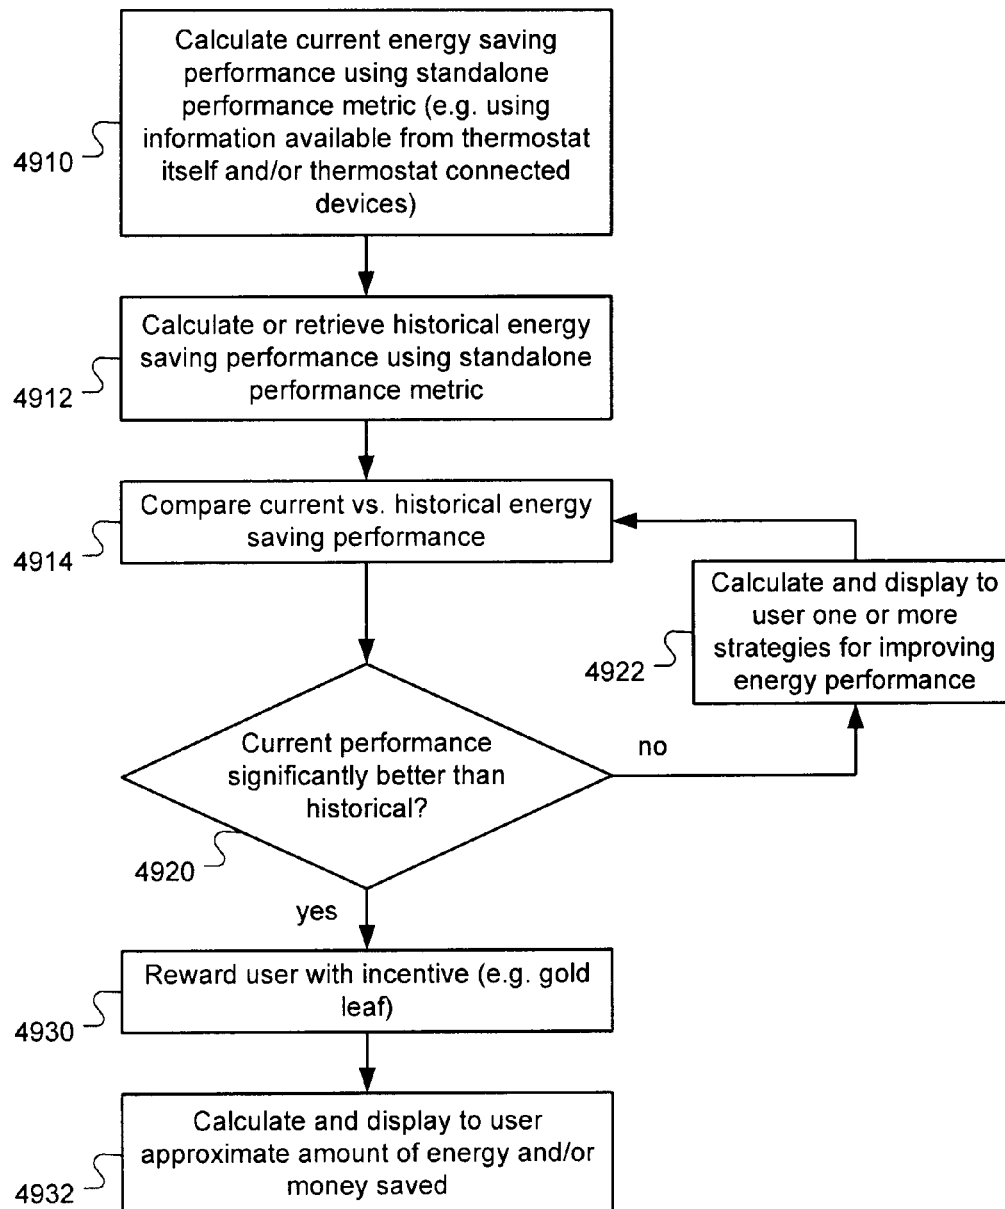 Calculate current energy saving
performance using standalone
performance metric (e.g. using
information available from thermostat
itself and/or thermostat connected
devices)
4910
Calculate or retrieve historical energy
saving performance using standalone
performance metric
4912
Compare current vs. historical energy
saving performance
4914
Calculate and display to
user one or more
strategies for improving
energy performance
4922
Current performance
significantly better than
historical?
no
4920
yes
Reward user with incentive (e.g. gold
leaf)
4930
Calculate and display to user
approximate amount of energy and/or
money saved
4932